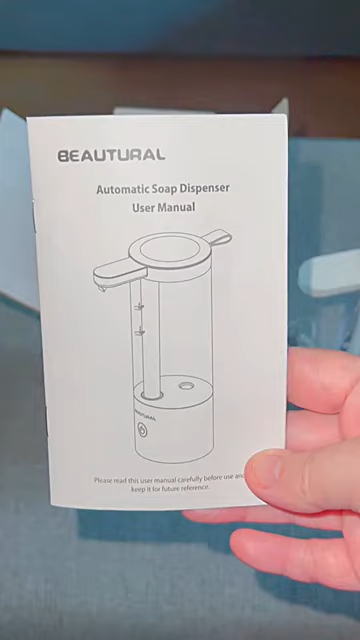 BEAUTURAL
Automatic Soap Dispenser
User Manual
BEAUTURAL
Please read this user manual carefully before use and
keep it for future reference.